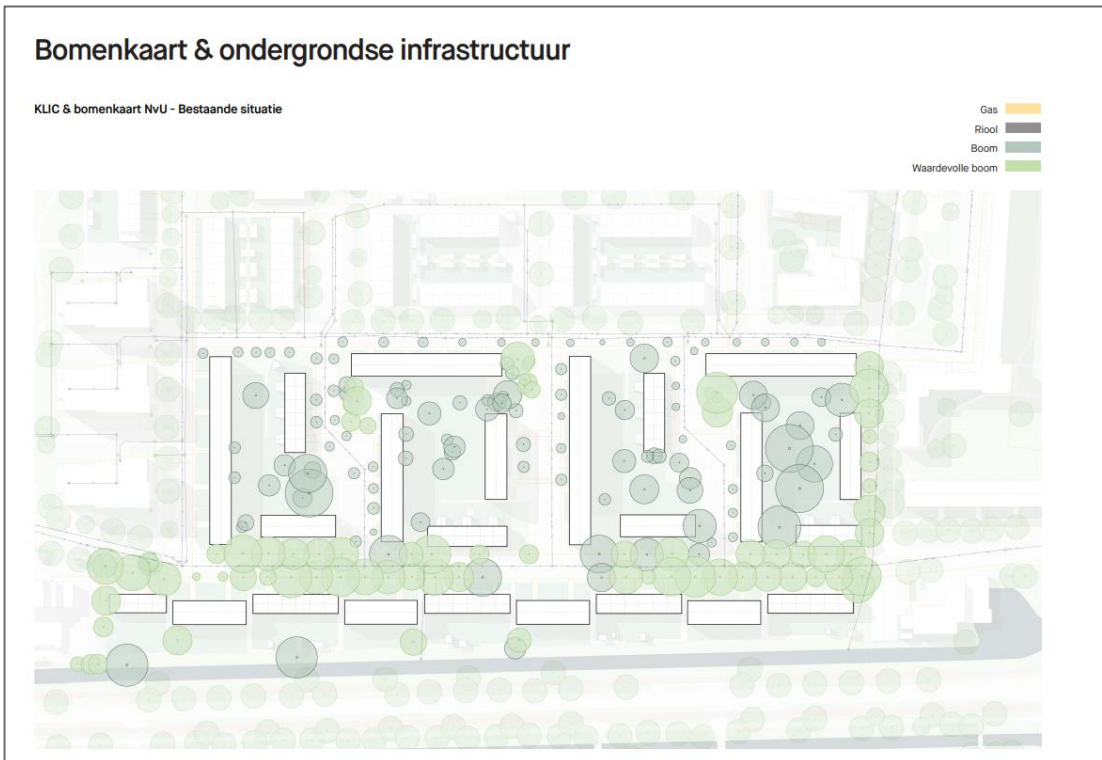 Bomenkaart & ondergrondse infrastructuur
KLIC & bomenkaart NvU - Bestaande situatie
Gas
Riool
Boom
Waardevolle boom